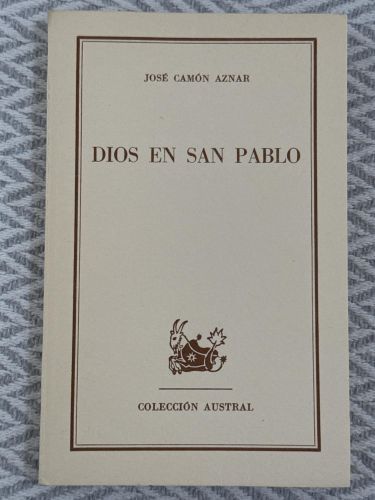 JOSÉ CAMÓN AZNAR
DIOS EN SAN PABLO
COLECCIÓN AUSTRAL